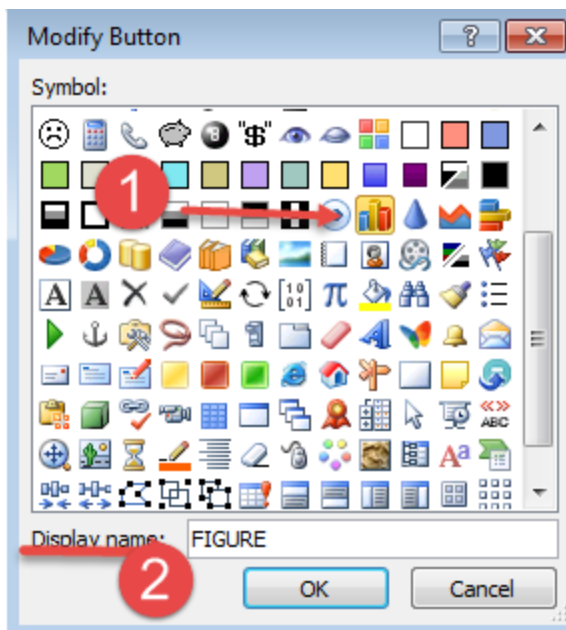 Modify Button
Symbol:
"$"
1
A A
[10
01]
π
A
ABC
Aa
Display name: FIGURE
2
OK Cancel